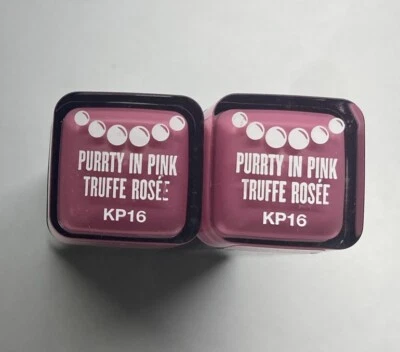 PURRTY IN PINK
TRUFFE ROSÉE
KP16
PURRTY IN PINK
TRUFFE ROSÉE
KP16